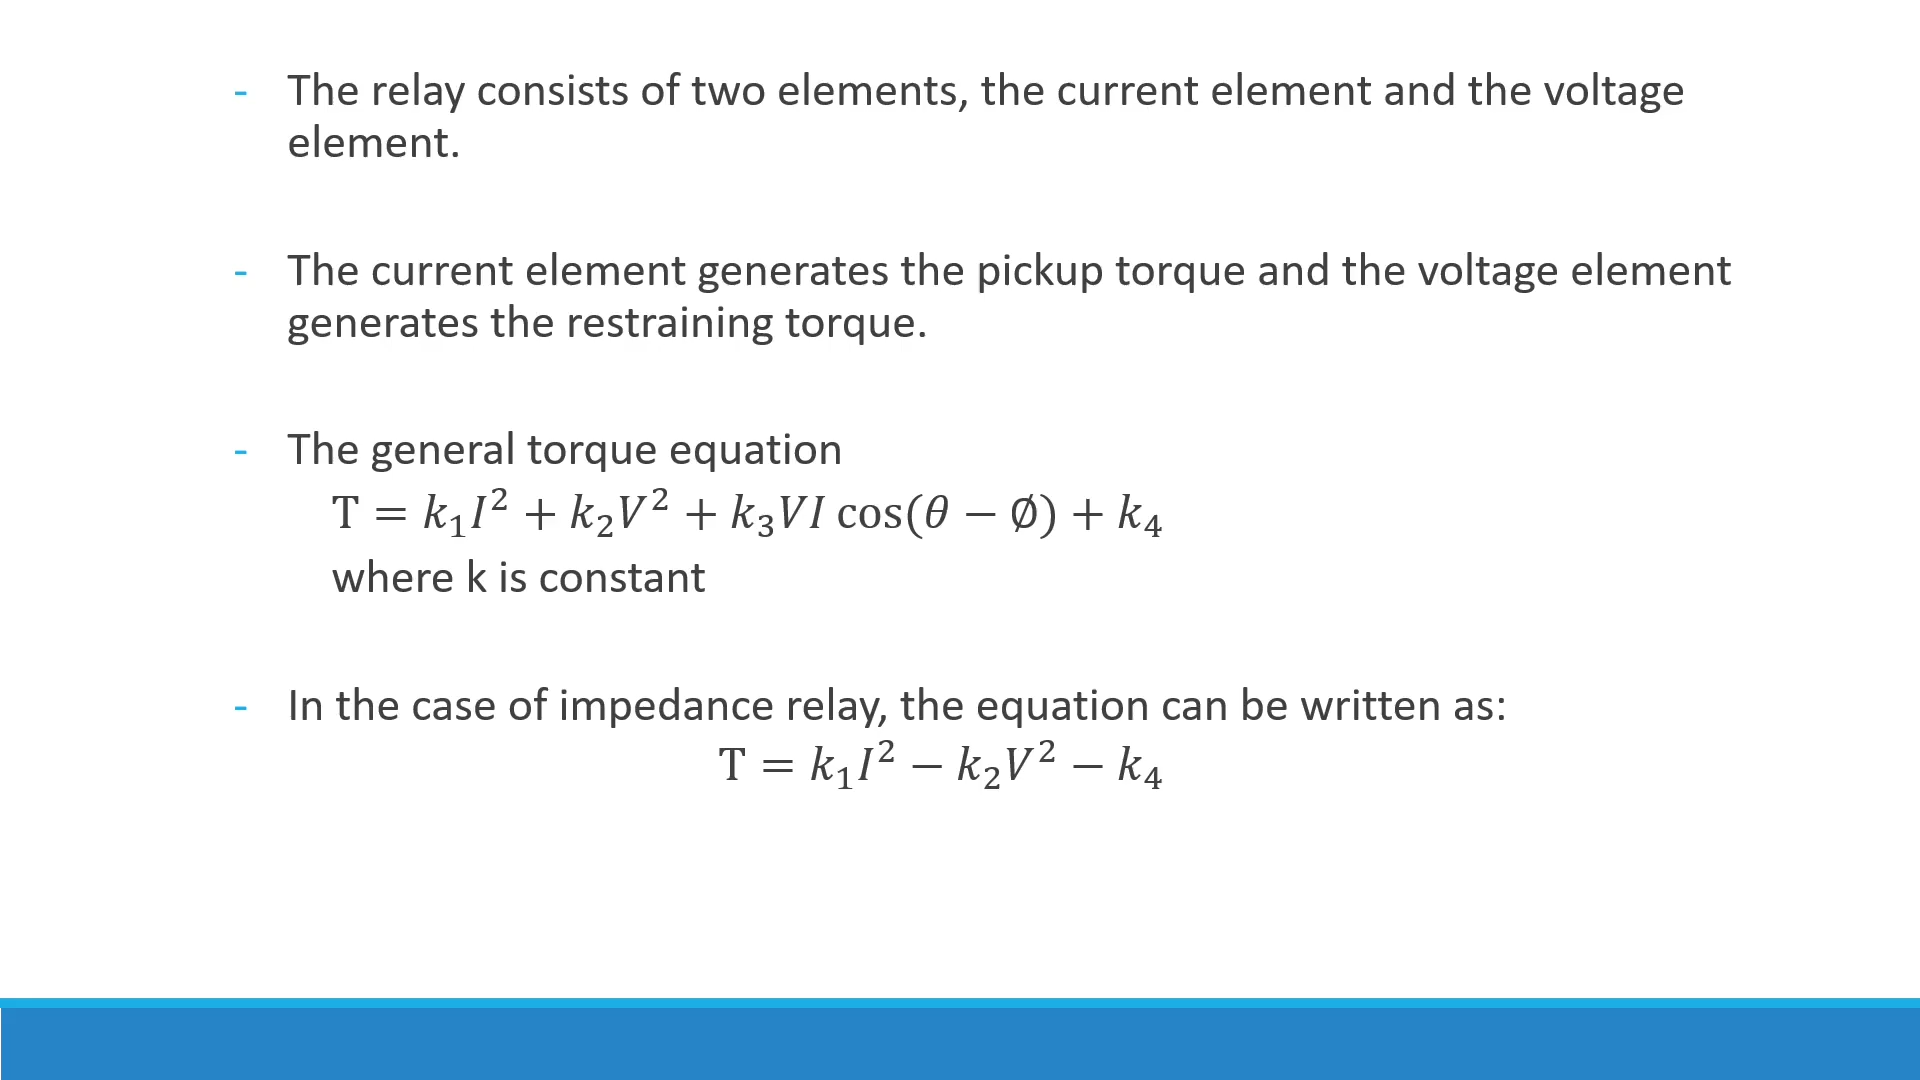 - The relay consists of two elements, the current element and the voltage
element.
- The current element generates the pickup torque and the voltage element
generates the restraining torque.
- The general torque equation
T = k₁I² + k₂V² + k₃VI cos(θ − ∅) + k₄
where k is constant
- In the case of impedance relay, the equation can be written as:
T = k₁I² − k₂V² − k₄